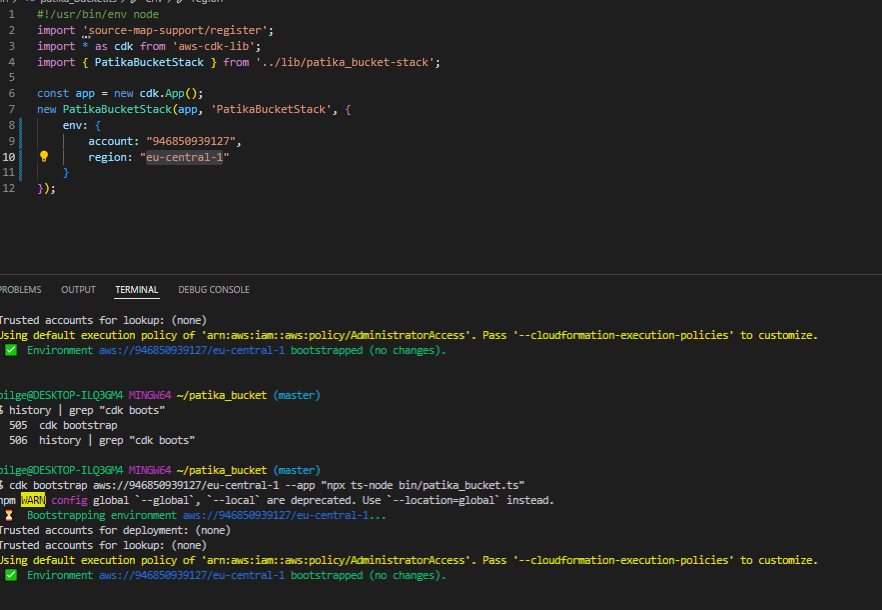 #!/usr/bin/env node
1
2 import 'source-map-support/register';
3 import * as cdk from 'aws-cdk-lib';
4 import { PatikaBucketStack } from '../lib/patika_bucket-stack';
5
6 const app = new cdk.App();
7 new PatikaBucketStack(app, 'PatikaBucketStack', {
8 env: {
9 account: "946850939127",
10 region: "eu-central-1"
11 }
12 });
PROBLEMS OUTPUT TERMINAL DEBUG CONSOLE
Trusted accounts for lookup: (none)
Using default execution policy of 'arn:aws:iam::aws:policy/AdministratorAccess'. Pass '--cloudformation-execution-policies' to customize.
✅ Environment aws://946850939127/eu-central-1 bootstrapped (no changes).
bilge@DESKTOP-ILQ3GM4 MINGW64 ~/patika_bucket (master)
$ history | grep "cdk boots"
505 cdk bootstrap
506 history | grep "cdk boots"
bilge@DESKTOP-ILQ3GM4 MINGW64 ~/patika_bucket (master)
$ cdk bootstrap aws://946850939127/eu-central-1 --app "npx ts-node bin/patika_bucket.ts"
npm WARN config global `--global`, `--local` are deprecated. Use `--location=global` instead.
⏳ Bootstrapping environment aws://946850939127/eu-central-1...
Trusted accounts for deployment: (none)
Trusted accounts for lookup: (none)
Using default execution policy of 'arn:aws:iam::aws:policy/AdministratorAccess'. Pass '--cloudformation-execution-policies' to customize.
✅ Environment aws://946850939127/eu-central-1 bootstrapped (no changes).